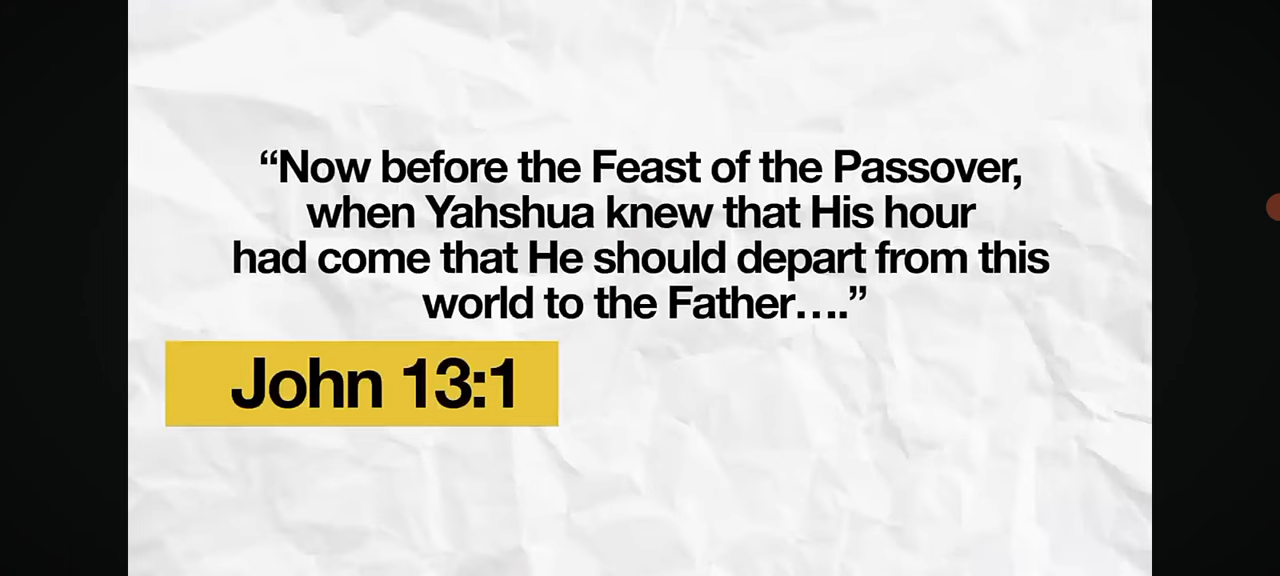 “Now before the Feast of the Passover,
when Yahshua knew that His hour
had come that He should depart from this
world to the Father….”
John 13:1